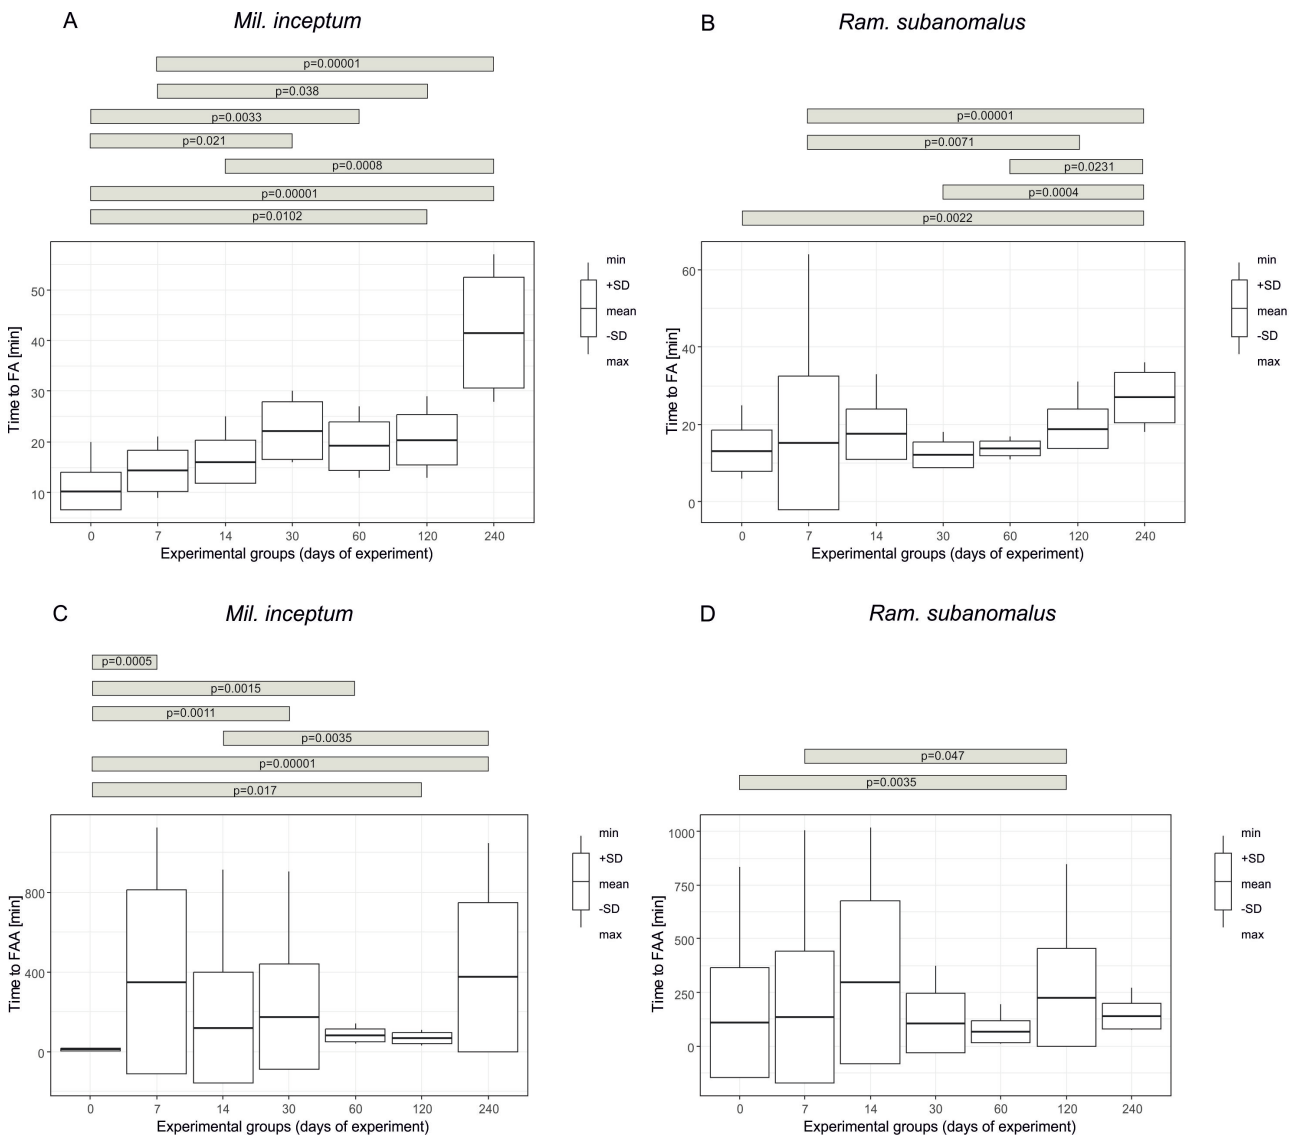 A
Mil. inceptum
p=0.00001
p=0.038
p=0.0033
p=0.021
p=0.0008
p=0.00001
p=0.0102
Time to FA [min]
50
40
30
20
10
0 7 14 30 60 120 240
Experimental groups (days of experiment)
min
+SD
mean
-SD
max
B
Ram. subanomalus
p=0.00001
p=0.0071
p=0.0231
p=0.0004
p=0.0022
Time to FA [min]
60
40
20
0
0 7 14 30 60 120 240
Experimental groups (days of experiment)
min
+SD
mean
-SD
max
C
Mil. inceptum
p=0.0005
p=0.0015
p=0.0011
p=0.0035
p=0.00001
p=0.017
Time to FAA [min]
800
400
0
0 7 14 30 60 120 240
Experimental groups (days of experiment)
min
+SD
mean
-SD
max
D
Ram. subanomalus
p=0.047
p=0.0035
Time to FAA [min]
1000
750
500
250
0
0 7 14 30 60 120 240
Experimental groups (days of experiment)
min
+SD
mean
-SD
max